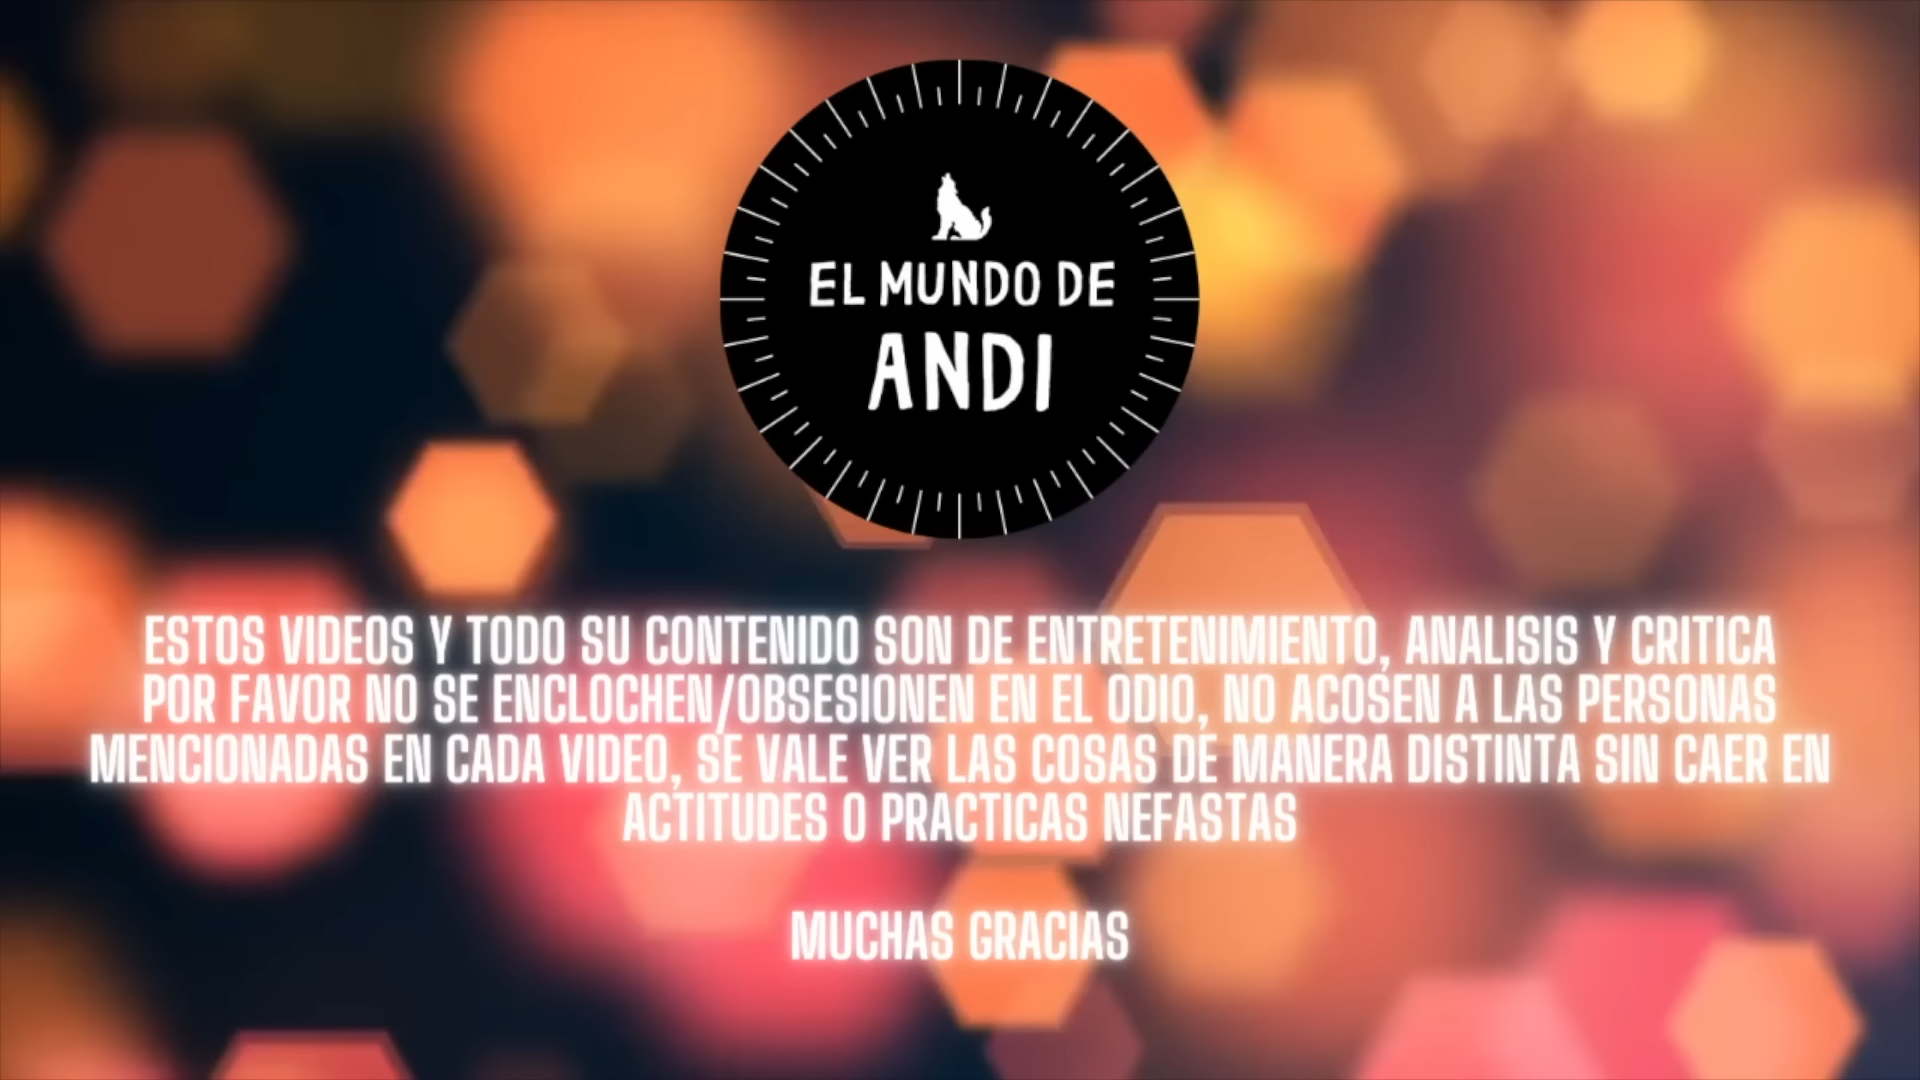 EL MUNDO DE
ANDI
ESTOS VIDEOS Y TODO SU CONTENIDO SON DE ENTRETENIMIENTO, ANALISIS Y CRITICA
POR FAVOR NO SE ENCLOCHEN/OBSESIONEN EN EL ODIO, NO ACOSEN A LAS PERSONAS
MENCIONADAS EN CADA VIDEO, SE VALE VER LAS COSAS DE MANERA DISTINTA SIN CAER EN
ACTITUDES O PRACTICAS NEFASTAS
MUCHAS GRACIAS